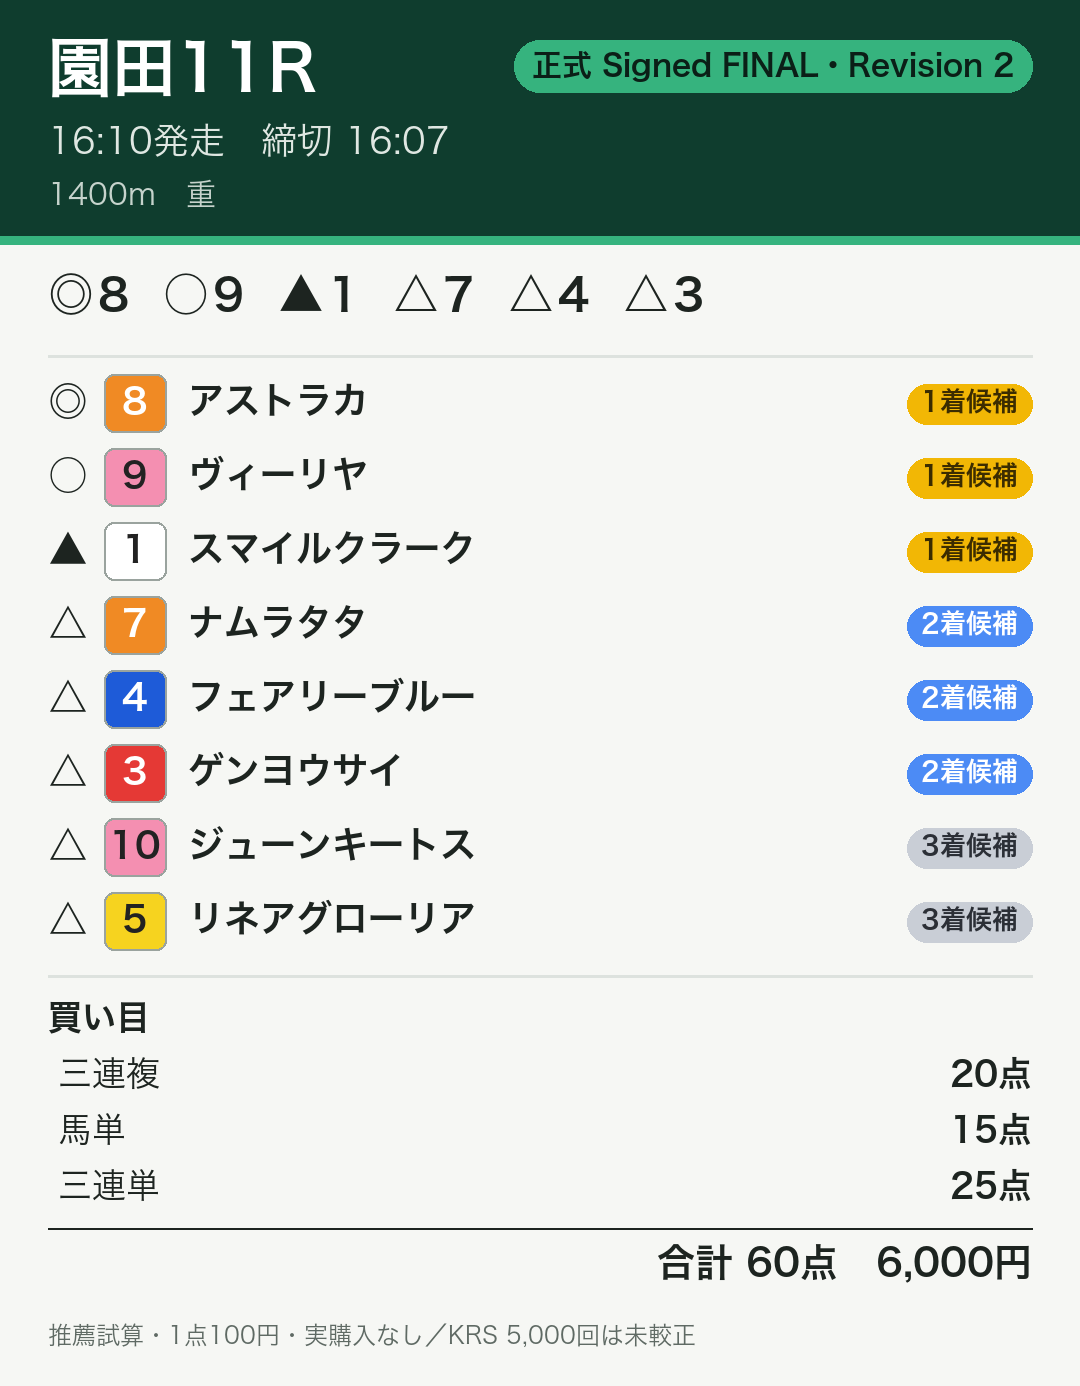 園田11R
正式 Signed FINAL・Revision 2
16:10発走　締切 16:07
1400m　重
◎8 ○9 ▲1 △7 △4 △3
◎ 8 アストラカ 1着候補
○ 9 ヴィーリヤ 1着候補
▲ 1 スマイルクラーク 1着候補
△ 7 ナムラタタ 2着候補
△ 4 フェアリーブルー 2着候補
△ 3 ゲンヨウサイ 2着候補
△ 10 ジューンキートス 3着候補
△ 5 リネアグローリア 3着候補
買い目
三連複 20点
馬単 15点
三連単 25点
合計 60点　6,000円
推薦試算・1点100円・実購入なし／KRS 5,000回は未較正